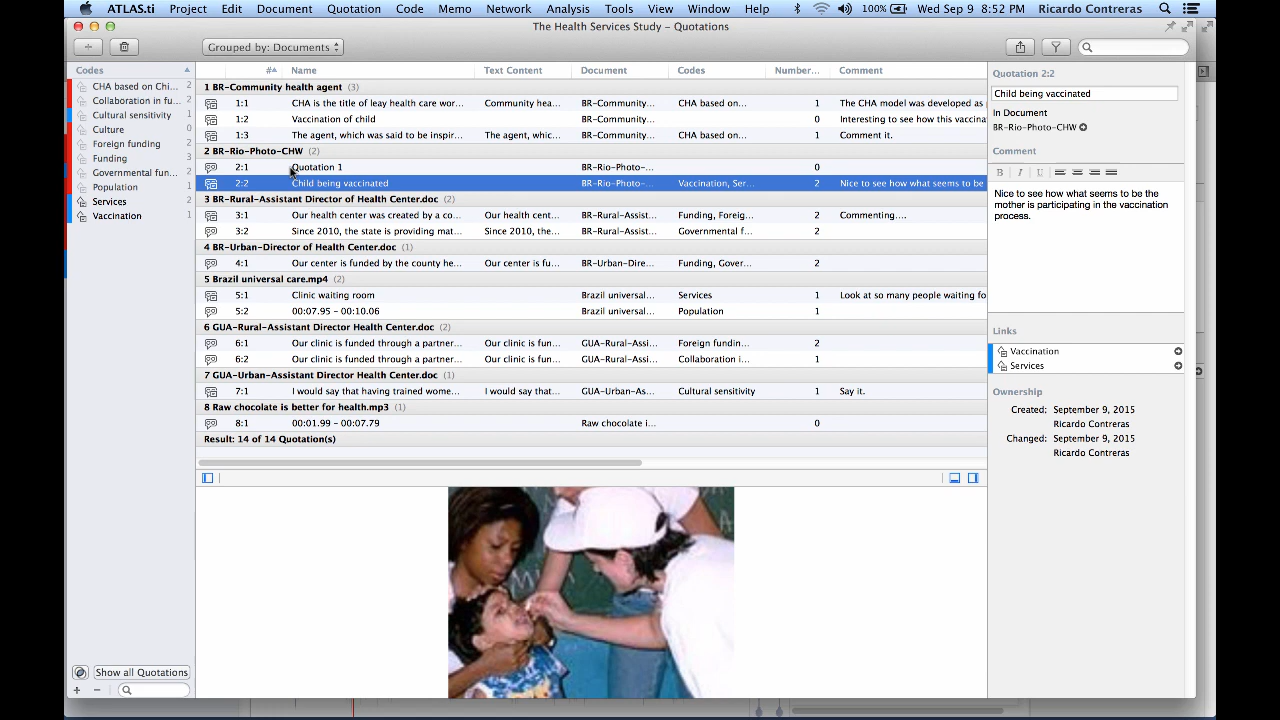 ATLAS.ti Project Edit Document Quotation Code Memo Network Analysis Tools View Window Help 100% Wed Sep 9 8:52 PM Ricardo Contreras
The Health Services Study – Quotations
Grouped by: Documents
Codes
CHA based on Chi... 2
Collaboration in fu... 2
Cultural sensitivity 1
Culture
Foreign funding 2
Funding 3
Governmental fun... 2
Population 1
Services 2
Vaccination 1
Show all Quotations
#^ Name Text Content Document Codes Number... Comment
1 BR-Community health agent (3)
1:1 CHA is the title of leay health care wor... Community hea... BR-Community... CHA based on... 1 The CHA model was developed as
1:2 Vaccination of child BR-Community... 0 Interesting to see how this vaccina
1:3 The agent, which was said to be inspir... The agent, whic... BR-Community... CHA based on... 1 Comment it.
2 BR-Rio-Photo-CHW (2)
2:1 Quotation 1 BR-Rio-Photo-... 0
2:2 Child being vaccinated BR-Rio-Photo-... Vaccination, Ser... 2 Nice to see how what seems to be
3 BR-Rural-Assistant Director of Health Center.doc (2)
3:1 Our health center was created by a co... Our health cent... BR-Rural-Assist... Funding, Foreig... 2 Commenting....
3:2 Since 2010, the state is providing mat... Since 2010, the... BR-Rural-Assist... Governmental f... 2
4 BR-Urban-Director of Health Center.doc (1)
4:1 Our center is funded by the county he... Our center is fu... BR-Urban-Dire... Funding, Gover... 2
5 Brazil universal care.mp4 (2)
5:1 Clinic waiting room Brazil universal... Services 1 Look at so many people waiting fo
5:2 00:07.95 – 00:10.06 Brazil universal... Population 1
6 GUA-Rural-Assistant Director Health Center.doc (2)
6:1 Our clinic is funded through a partner... Our clinic is fun... GUA-Rural-Assi... Foreign fundin... 2
6:2 Our clinic is funded through a partner... Our clinic is fun... GUA-Rural-Assi... Collaboration i... 1
7 GUA-Urban-Assistant Director Health Center.doc (1)
7:1 I would say that having trained wome... I would say that... GUA-Urban-As... Cultural sensitivity 1 Say it.
8 Raw chocolate is better for health.mp3 (1)
8:1 00:01.99 – 00:07.79 Raw chocolate i... 0
Result: 14 of 14 Quotation(s)
Quotation 2:2
Child being vaccinated
In Document
BR-Rio-Photo-CHW
Comment
B I U
Nice to see how what seems to be the
mother is participating in the vaccination
process.
Links
Vaccination
Services
Ownership
Created: September 9, 2015
Ricardo Contreras
Changed: September 9, 2015
Ricardo Contreras